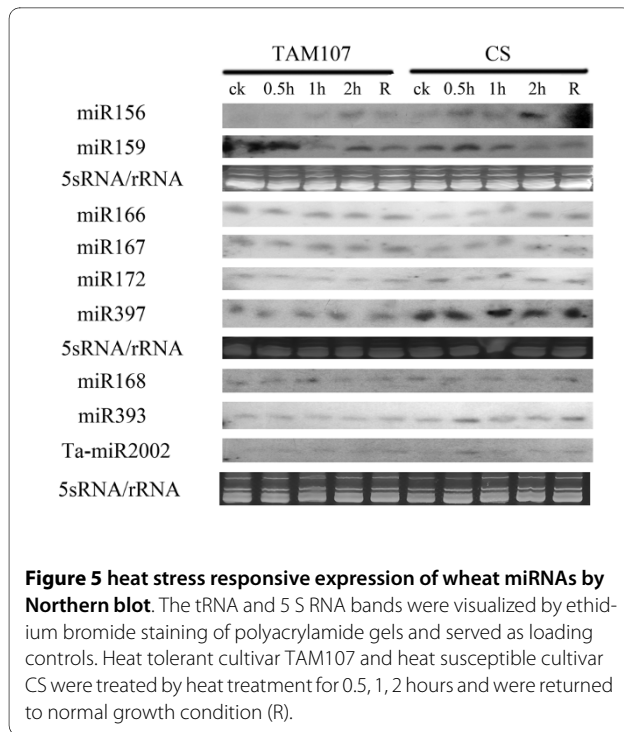 TAM107 CS
ck 0.5h 1h 2h R ck 0.5h 1h 2h R
miR156
miR159
5sRNA/rRNA
miR166
miR167
miR172
miR397
5sRNA/rRNA
miR168
miR393
Ta-miR2002
5sRNA/rRNA
Figure 5 heat stress responsive expression of wheat miRNAs by
Northern blot. The tRNA and 5 S RNA bands were visualized by ethid-
ium bromide staining of polyacrylamide gels and served as loading
controls. Heat tolerant cultivar TAM107 and heat susceptible cultivar
CS were treated by heat treatment for 0.5, 1, 2 hours and were returned
to normal growth condition (R).